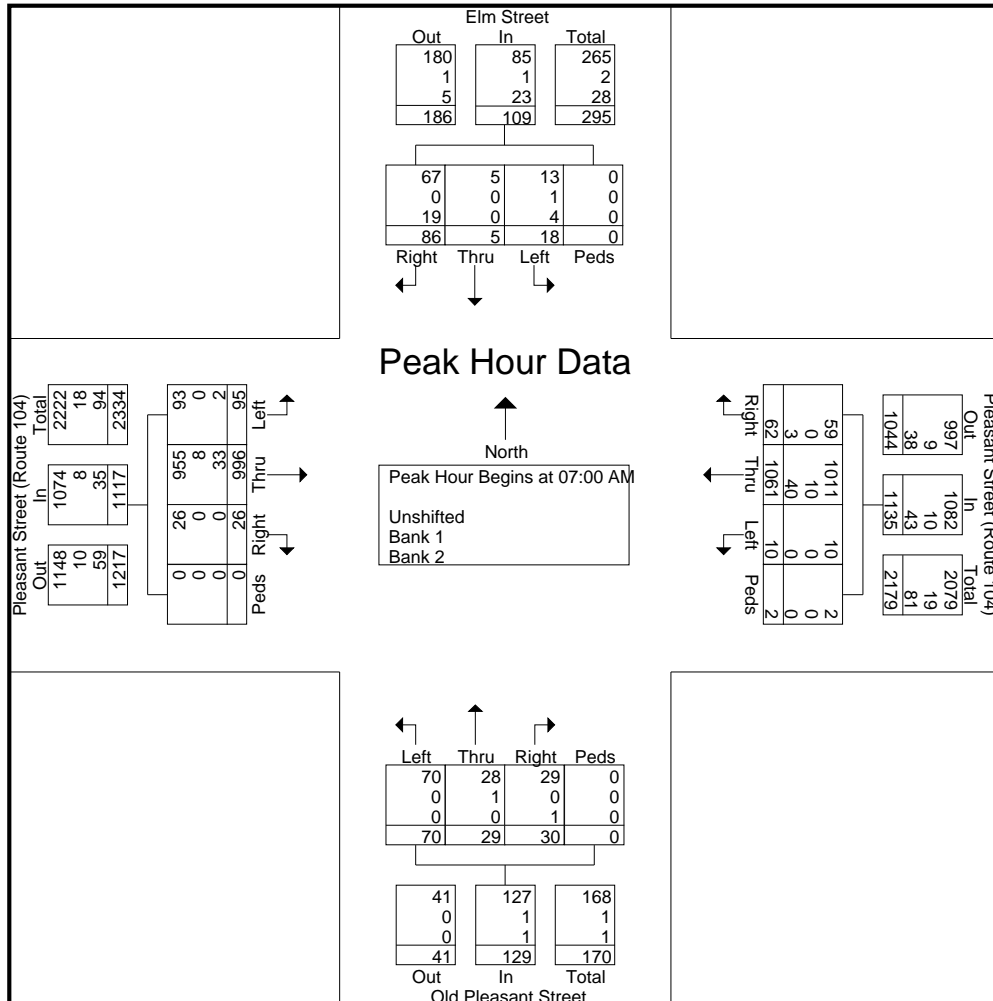 Elm Street
Out In Total
180 85 265
1 1 2
5 23 28
186 109 295
67 5 13 0
0 0 1 0
19 0 4 0
86 5 18 0
Right Thru Left Peds
Peak Hour Data
North
Peak Hour Begins at 07:00 AM
Unshifted
Bank 1
Bank 2
Pleasant Street (Route 104)
Out In Total
1148 1074 2222
10 8 18
59 35 94
1217 1117 2334
0 26 955 93
0 0 8 0
0 0 33 2
0 26 996 95
Peds Right Thru Left
Pleasant Street (Route 104)
Out In Total
997 1082 2079
9 10 19
38 43 81
1044 1135 2179
59 1011 10 2
0 10 0 0
3 40 0 0
62 1061 10 2
Right Thru Left Peds
Left Thru Right Peds
70 28 29 0
0 1 0 0
0 0 1 0
70 29 30 0
41 127 168
0 1 1
0 1 1
41 129 170
Out In Total
Old Pleasant Street